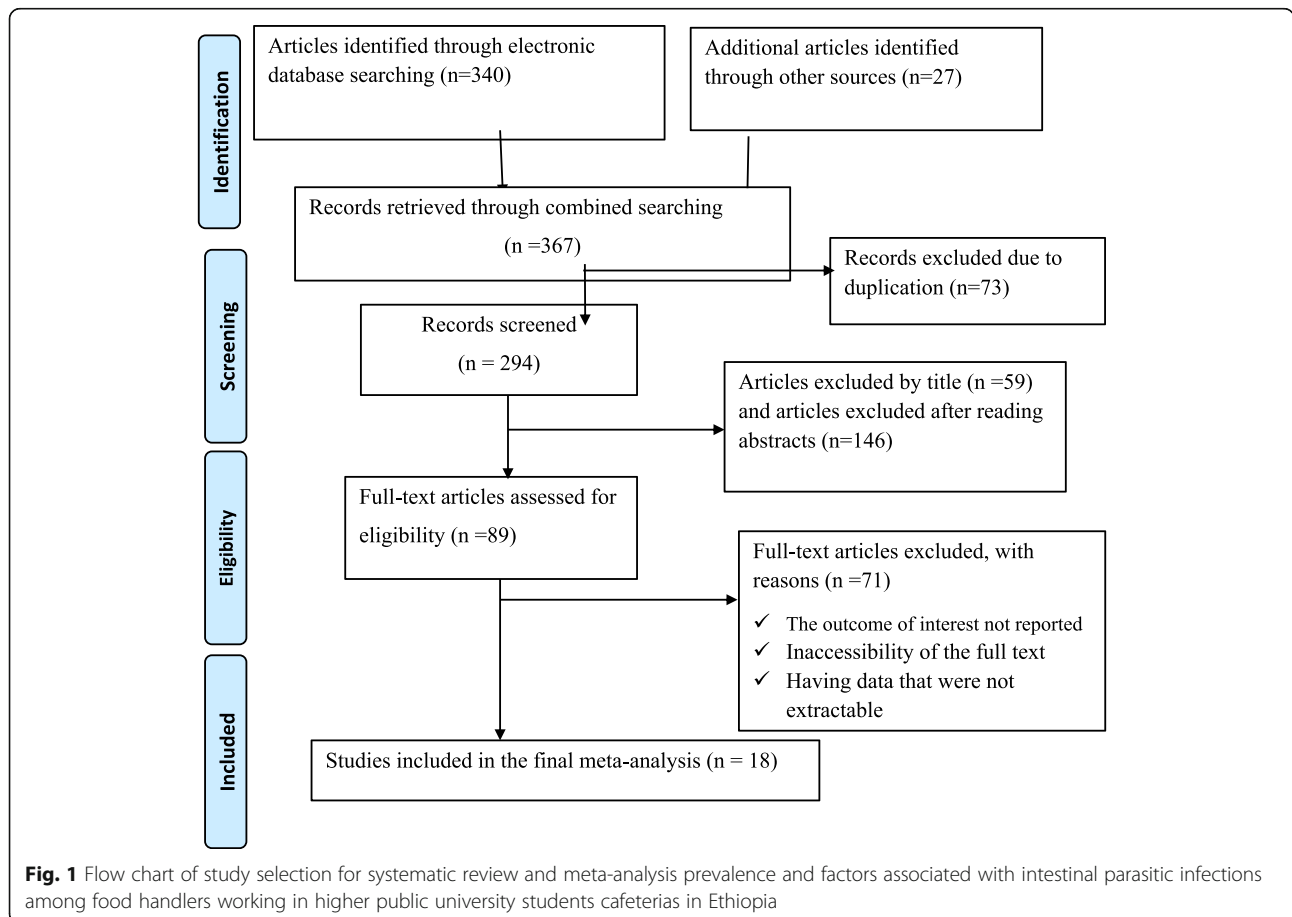 Identification
Articles identified through electronic
database searching (n=340)
Additional articles identified
through other sources (n=27)
Records retrieved through combined searching
(n =367)
Records excluded due to
duplication (n=73)
Screening
Records screened
(n = 294)
Articles excluded by title (n =59)
and articles excluded after reading
abstracts (n=146)
Eligibility
Full-text articles assessed for
eligibility (n =89)
Full-text articles excluded, with
reasons (n =71)
✓ The outcome of interest not reported
✓ Inaccessibility of the full text
✓ Having data that were not
extractable
Included
Studies included in the final meta-analysis (n = 18)
Fig. 1 Flow chart of study selection for systematic review and meta-analysis prevalence and factors associated with intestinal parasitic infections
among food handlers working in higher public university students cafeterias in Ethiopia